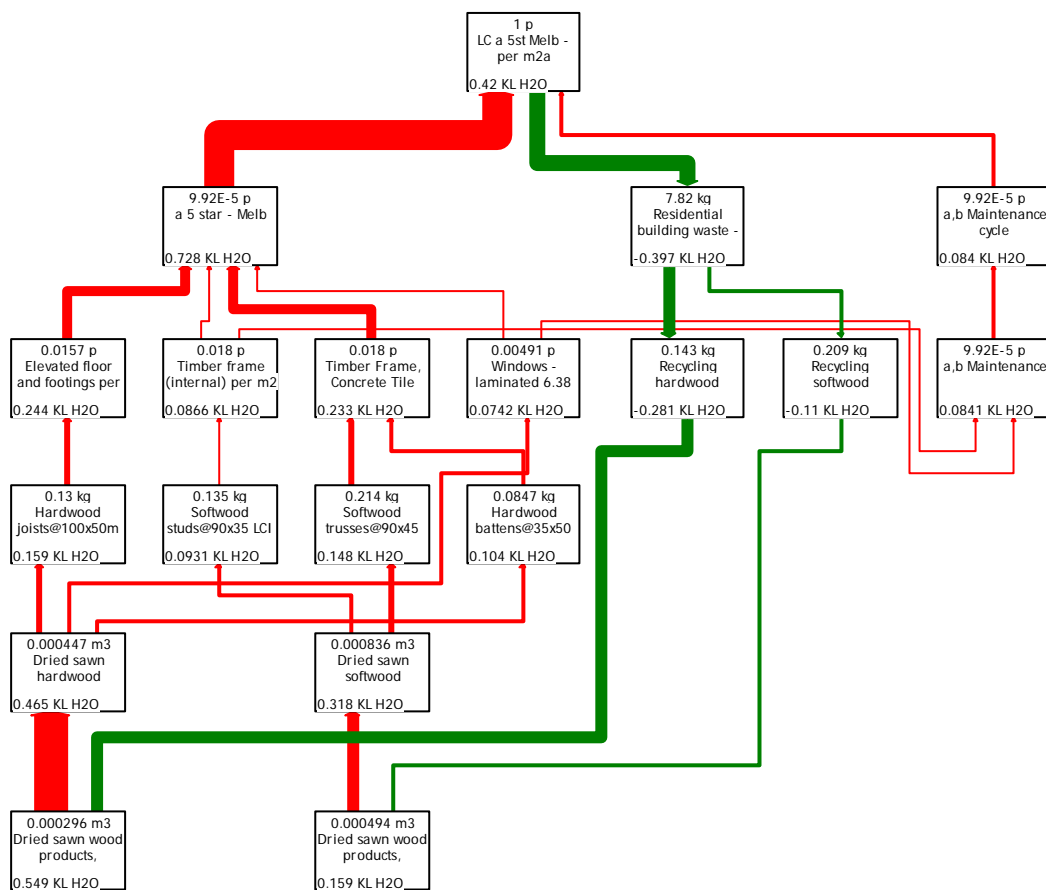 1 p
LC a 5st Melb -
per m2a
0.42 KL H2O
9.92E-5 p
a 5 star - Melb
0.728 KL H2O
7.82 kg
Residential
building waste -
-0.397 KL H2O
9.92E-5 p
a,b Maintenance
cycle
0.084 KL H2O
0.0157 p
Elevated floor
and footings per
0.244 KL H2O
0.018 p
Timber frame
(internal) per m2
0.0866 KL H2O
0.018 p
Timber Frame,
Concrete Tile
0.233 KL H2O
0.00491 p
Windows -
laminated 6.38
0.0742 KL H2O
0.143 kg
Recycling
hardwood
-0.281 KL H2O
0.209 kg
Recycling
softwood
-0.11 KL H2O
9.92E-5 p
a,b Maintenance
0.0841 KL H2O
0.13 kg
Hardwood
joists@100x50m
0.159 KL H2O
0.135 kg
Softwood
studs@90x35 LCI
0.0931 KL H2O
0.214 kg
Softwood
trusses@90x45
0.148 KL H2O
0.0847 kg
Hardwood
battens@35x50
0.104 KL H2O
0.000447 m3
Dried sawn
hardwood
0.465 KL H2O
0.000836 m3
Dried sawn
softwood
0.318 KL H2O
0.000296 m3
Dried sawn wood
products,
0.549 KL H2O
0.000494 m3
Dried sawn wood
products,
0.159 KL H2O